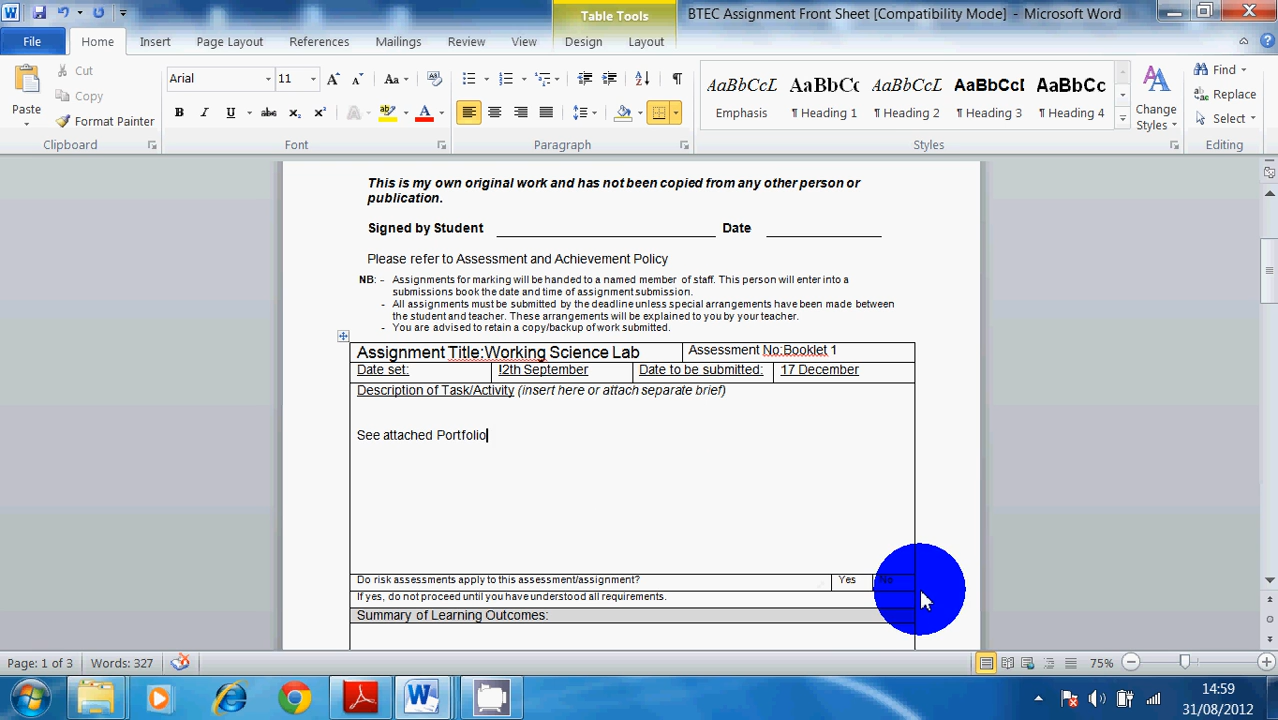 Table Tools
BTEC Assignment Front Sheet [Compatibility Mode] - Microsoft Word
File Home Insert Page Layout References Mailings Review View Design Layout
Paste
Cut
Copy
Format Painter
Arial 11
AaBbCcL AaBbCc AaBbCcL AaBbCcL AaBbCc
Emphasis ¶ Heading 1 ¶ Heading 2 ¶ Heading 3 ¶ Heading 4
Change Styles
Find
Replace
Select
Clipboard Font Paragraph Styles Editing
This is my own original work and has not been copied from any other person or
publication.
Signed by Student Date
Please refer to Assessment and Achievement Policy
NB: - Assignments for marking will be handed to a named member of staff. This person will enter into a
submissions book the date and time of assignment submission.
- All assignments must be submitted by the deadline unless special arrangements have been made between
the student and teacher. These arrangements will be explained to you by your teacher.
- You are advised to retain a copy/backup of work submitted.
Assignment Title:Working Science Lab Assessment No:Booklet 1
Date set: !2th September Date to be submitted: 17 December
Description of Task/Activity (insert here or attach separate brief)
See attached Portfolio
Do risk assessments apply to this assessment/assignment? Yes No
If yes, do not proceed until you have understood all requirements.
Summary of Learning Outcomes:
Page: 1 of 3 Words: 327 75%
14:59
31/08/2012